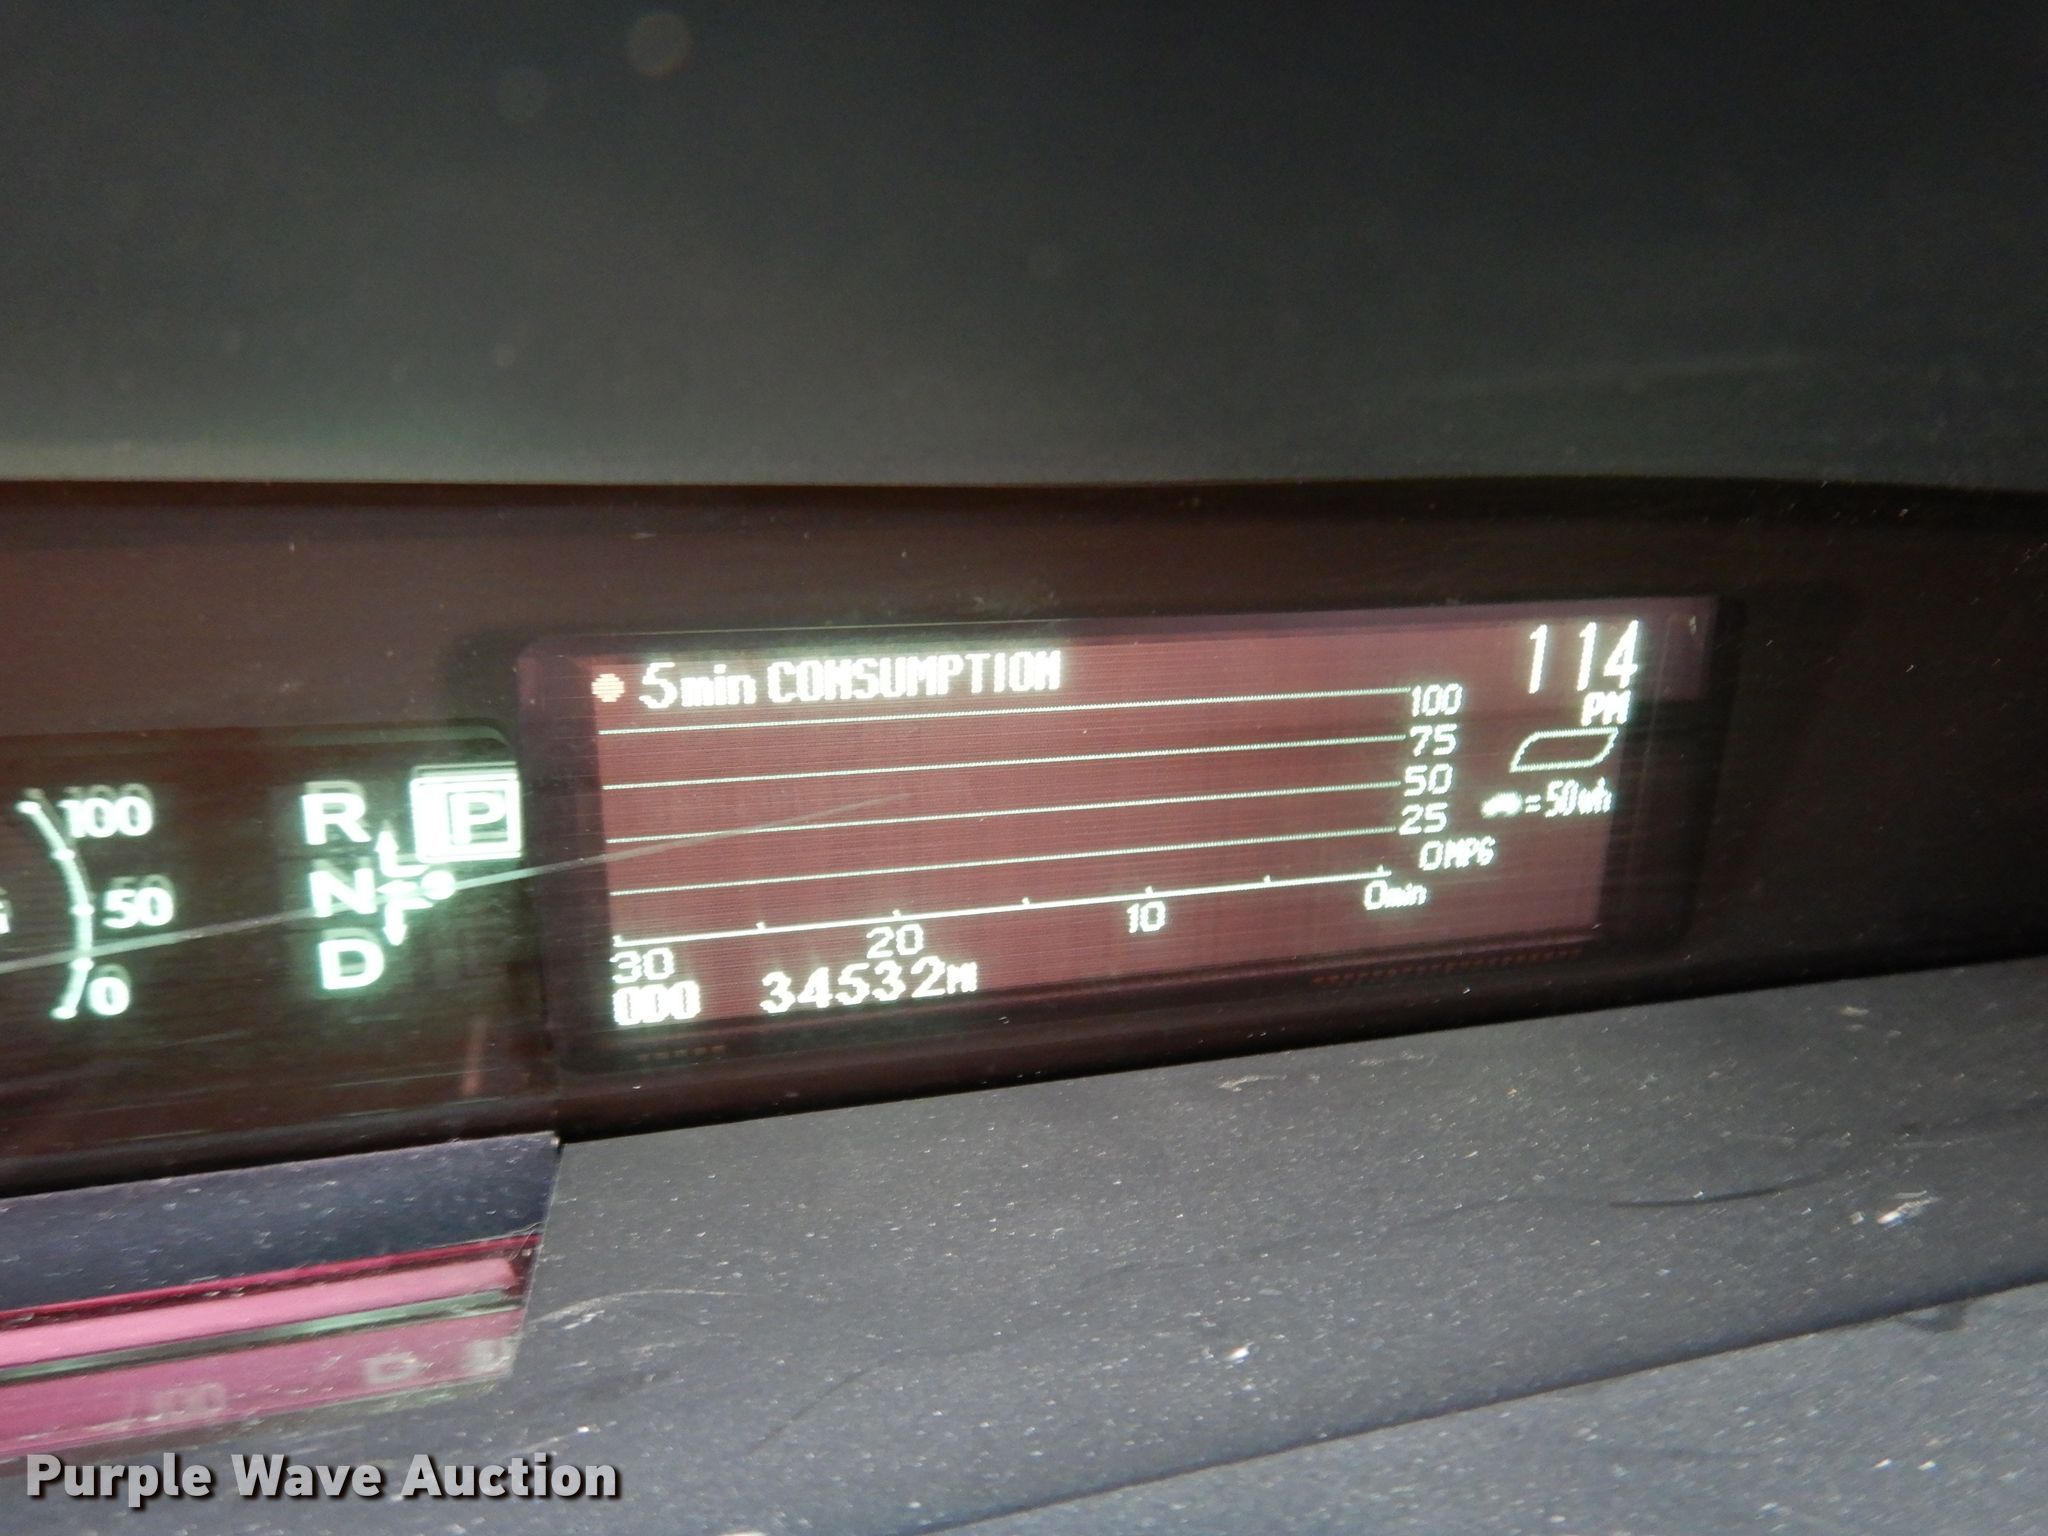 5min CONSUMPTION
1 14
PM
100
75
50
25
0MPG
=50wh
30 20 10 0min
000 34532MI
100
50
0
R
P
N
D
Purple Wave Auction